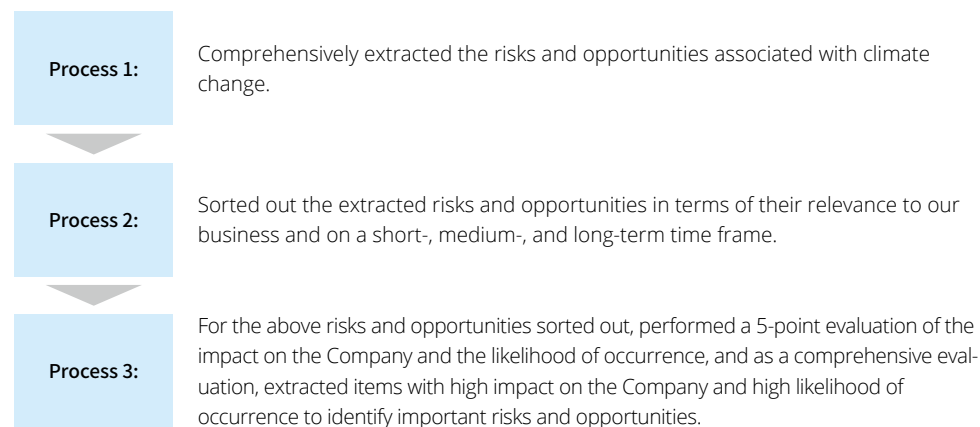 Process 1:
Comprehensively extracted the risks and opportunities associated with climate
change.
Process 2:
Sorted out the extracted risks and opportunities in terms of their relevance to our
business and on a short-, medium-, and long-term time frame.
Process 3:
For the above risks and opportunities sorted out, performed a 5-point evaluation of the
impact on the Company and the likelihood of occurrence, and as a comprehensive eval-
uation, extracted items with high impact on the Company and high likelihood of
occurrence to identify important risks and opportunities.